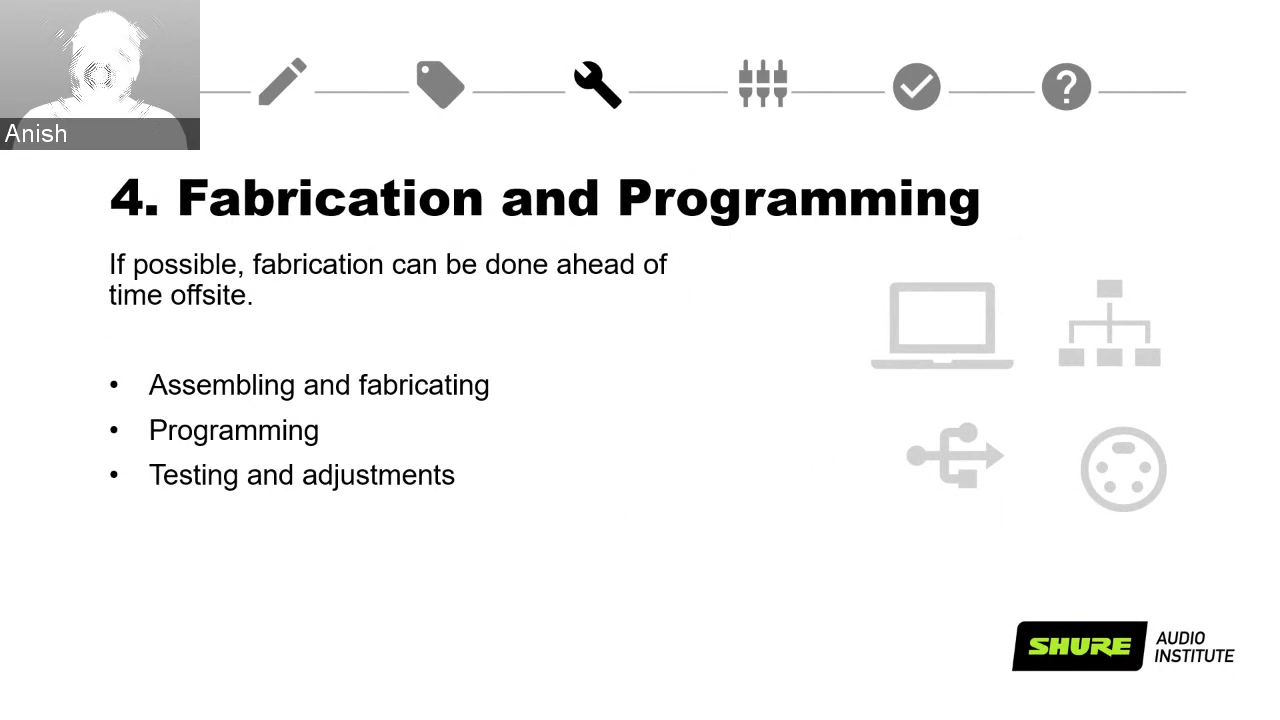 Anish
4. Fabrication and Programming
If possible, fabrication can be done ahead of
time offsite.
• Assembling and fabricating
• Programming
• Testing and adjustments
SHURE
AUDIO
INSTITUTE